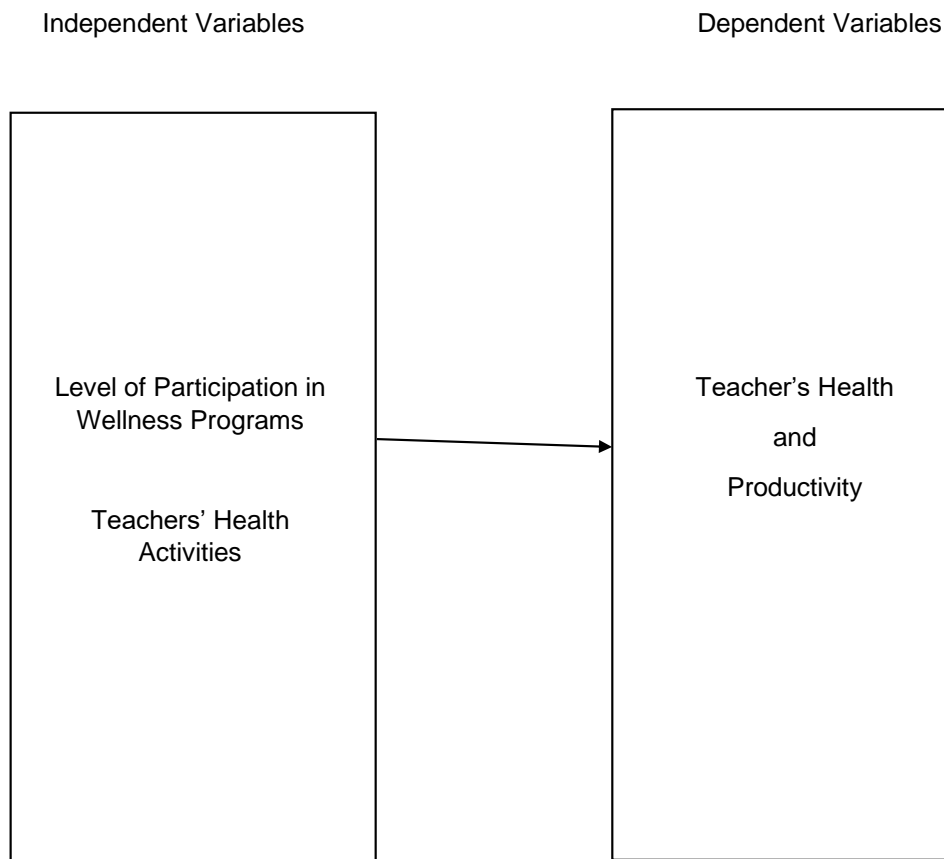 Independent Variables
Dependent Variables
Level of Participation in
Wellness Programs
Teachers’ Health
Activities
Teacher’s Health
and
Productivity